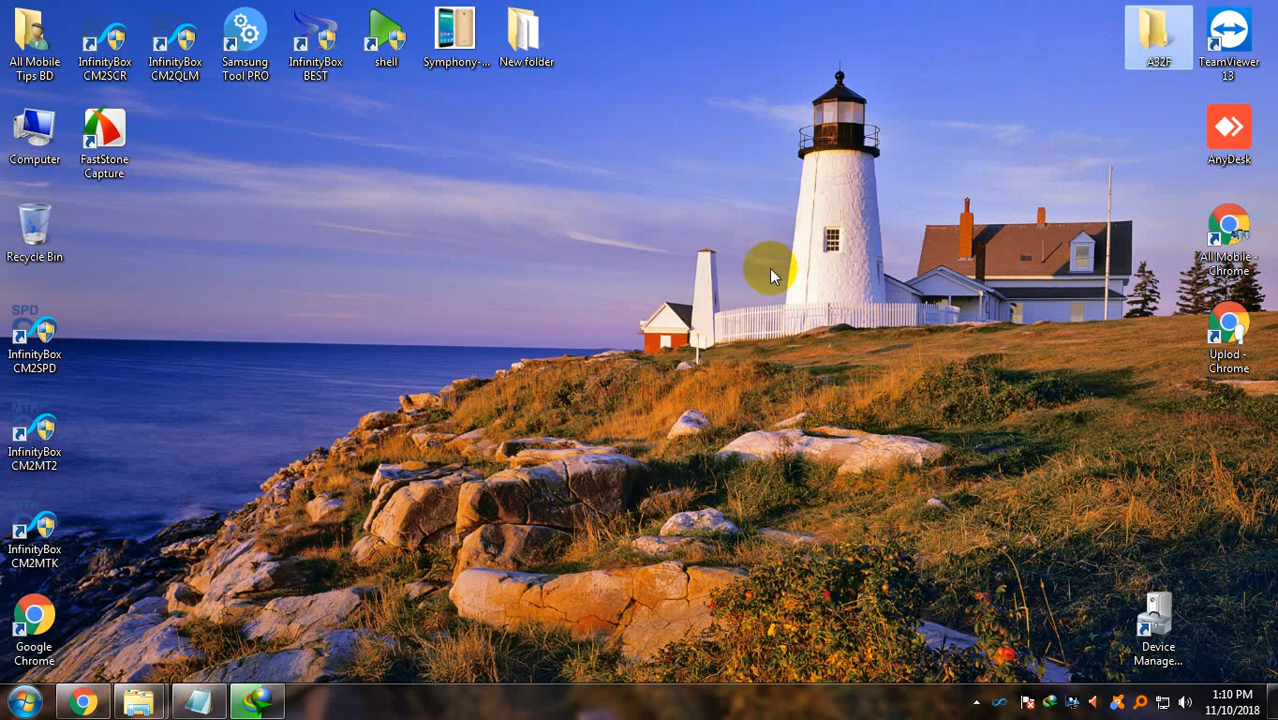 All Mobile
Tips BD
InfinityBox
CM2SCR
InfinityBox
CM2QLM
Samsung
Tool PRO
InfinityBox
BEST
shell
Symphony-...
New folder
A32F
TeamViewer
13
Computer
FastStone
Capture
AnyDesk
Recycle Bin
All Mobile -
Chrome
SPD
InfinityBox
CM2SPD
Uplod -
Chrome
MTK
InfinityBox
CM2MT2
InfinityBox
CM2MTK
Google
Chrome
Device
Manage...
1:10 PM
11/10/2018